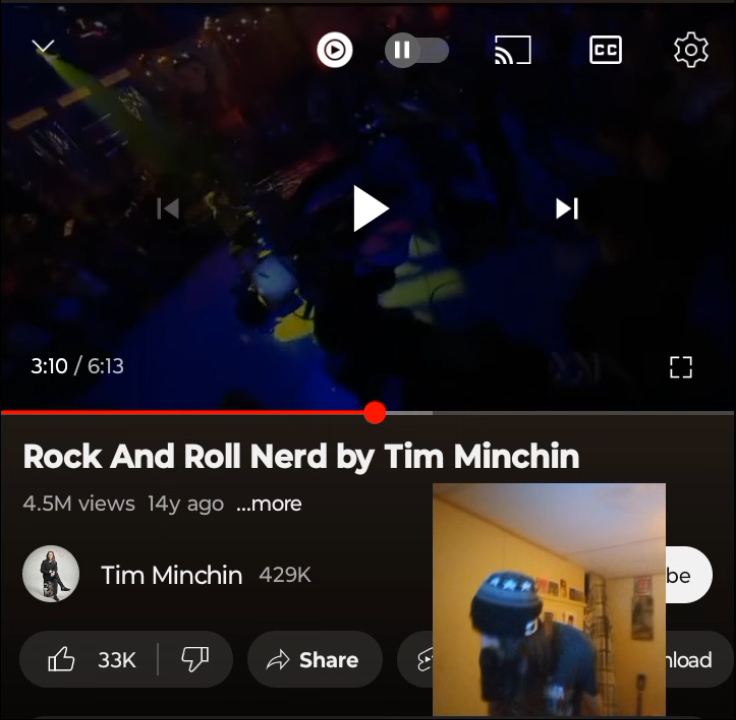 CC
3:10 / 6:13
Rock And Roll Nerd by Tim Minchin
4.5M views 14y ago ...more
Tim Minchin 429K
be
33K
Share
nload